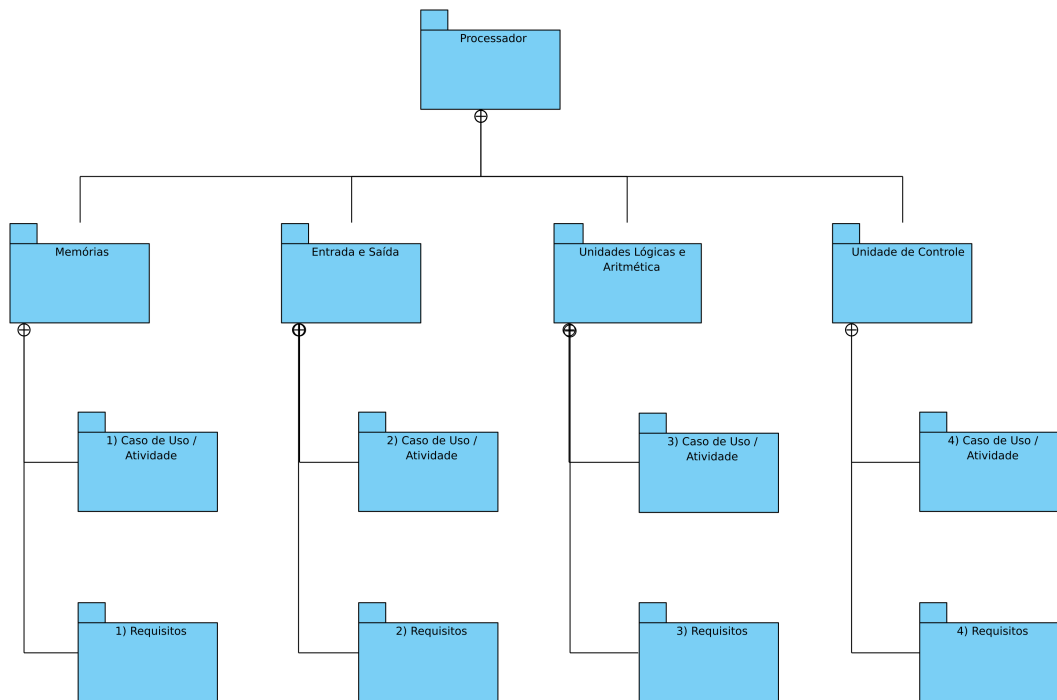 Processador
Memórias
Entrada e Saída
Unidades Lógicas e
Aritmética
Unidade de Controle
1) Caso de Uso /
Atividade
2) Caso de Uso /
Atividade
3) Caso de Uso /
Atividade
4) Caso de Uso /
Atividade
1) Requisitos
2) Requisitos
3) Requisitos
4) Requisitos